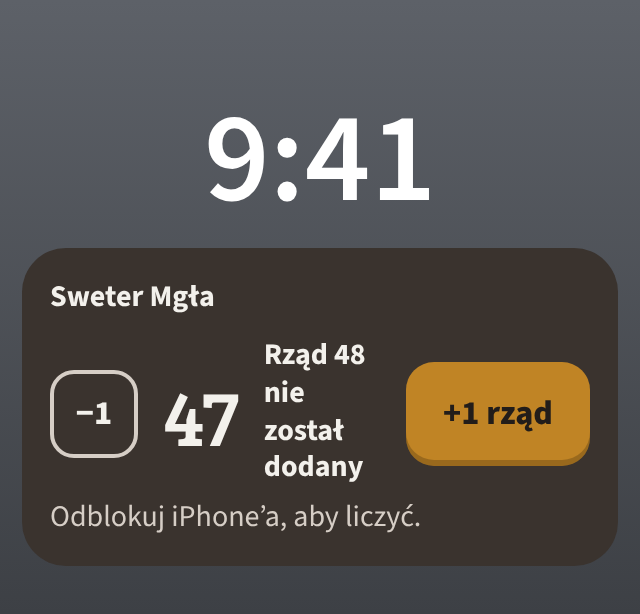 9:41
Sweter Mgła
−1
47
Rząd 48
nie
został
dodany
+1 rząd
Odblokuj iPhone’a, aby liczyć.